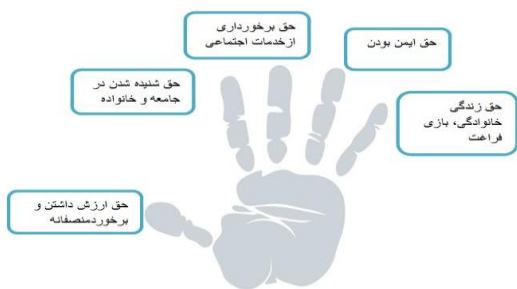 حق ایمن بودن
حق برخورداری
ازخدمات اجتماعی
حق شنیده شدن در
جامعه و خانواده
حق زندگی
خانوادگی، بازی
فراغت
حق ارزش داشتن و
برخوردمنصفانه